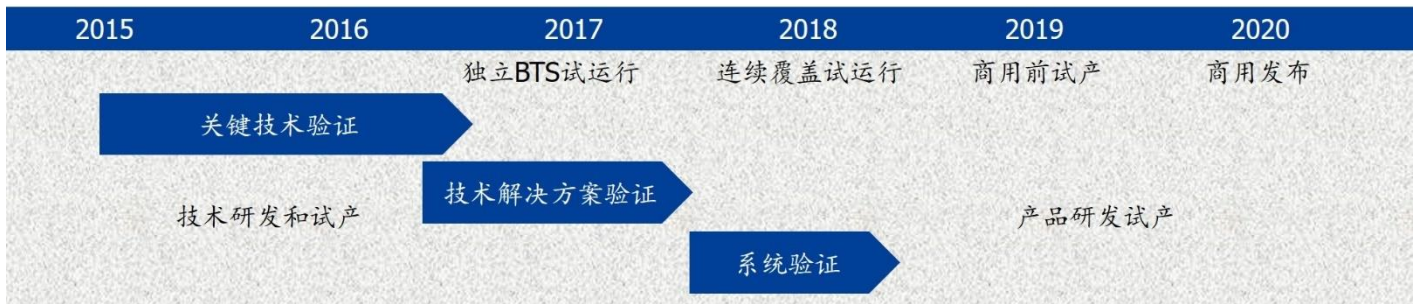 2015 2016 2017 2018 2019 2020
独立BTS试运行 连续覆盖试运行 商用前试产 商用发布
关键技术验证
技术解决方案验证
技术研发和试产 产品研发试产
系统验证